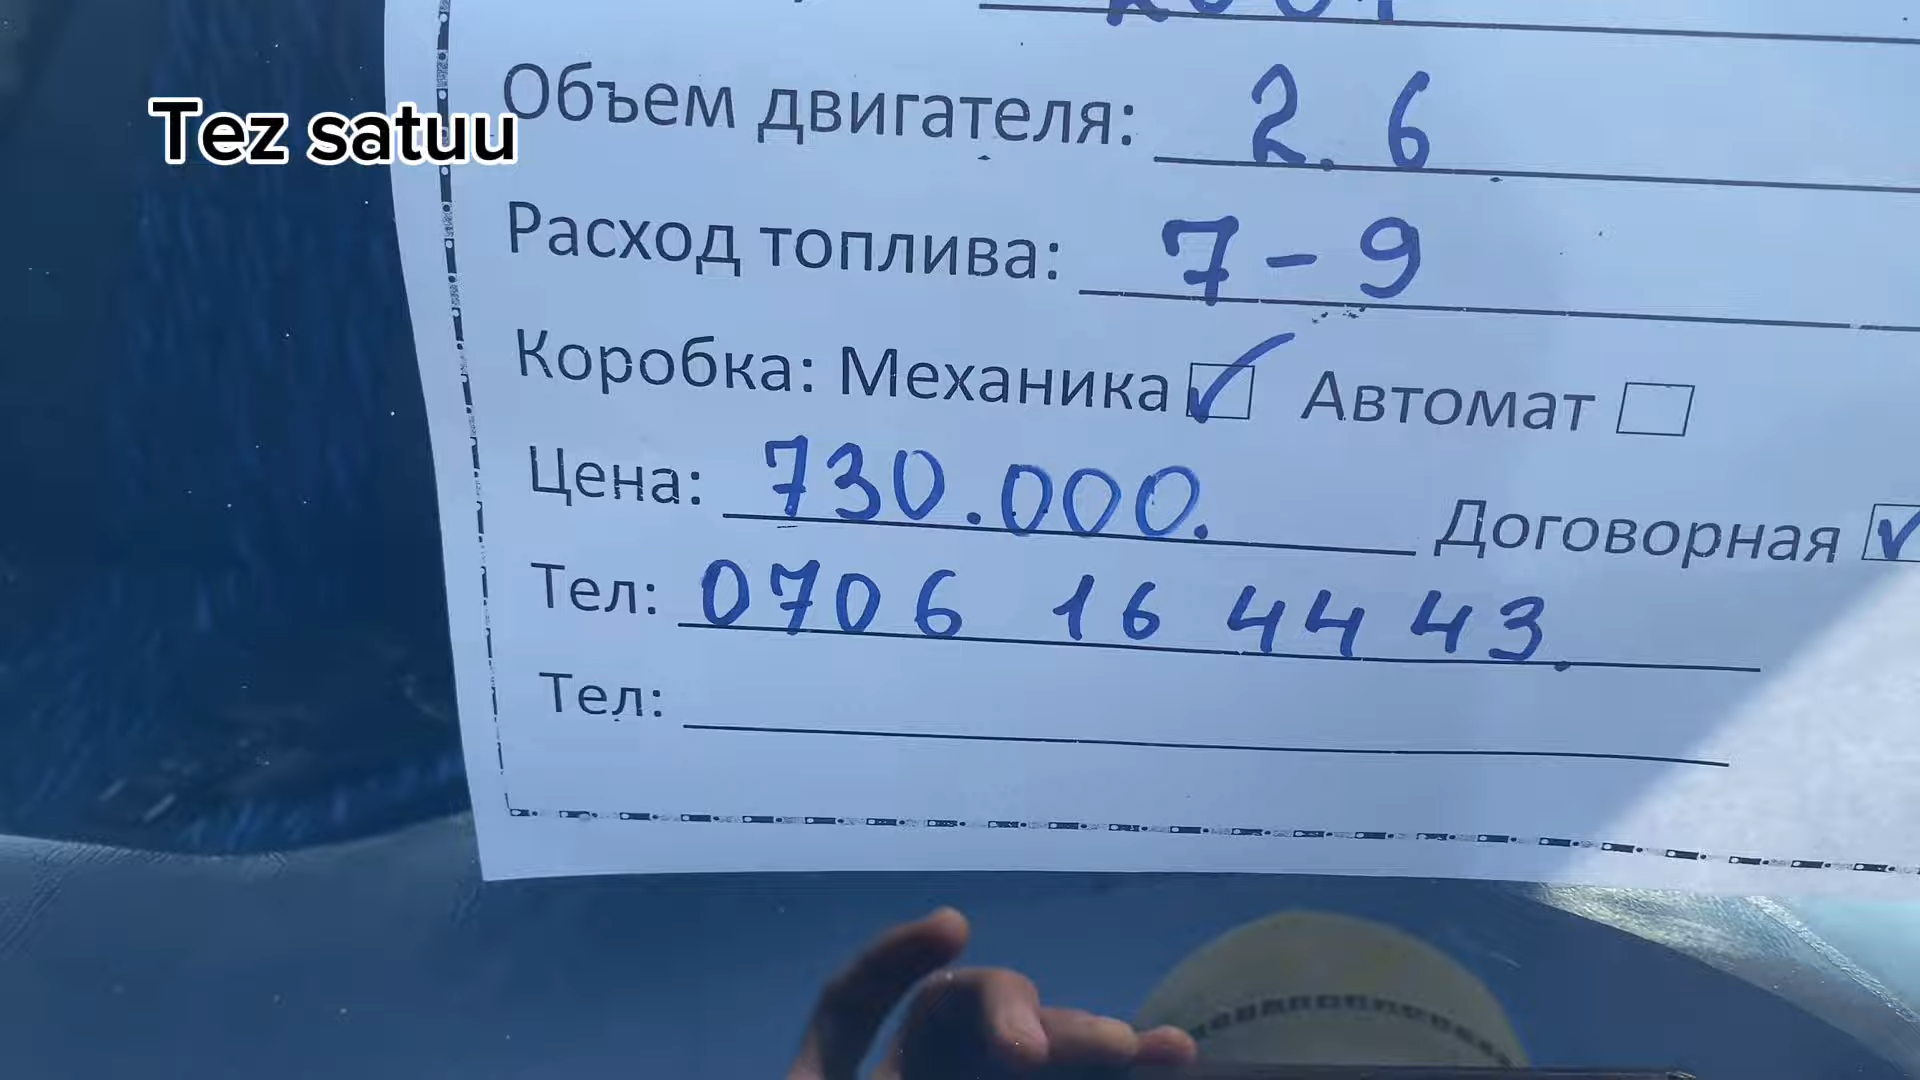 Tez satuu
Объем двигателя: 2.6
Расход топлива: 7-9
Коробка: Механика ✓ Автомат
Цена: 730.000. Договорная ✓
Тел: 0706 16 44 43.
Тел: